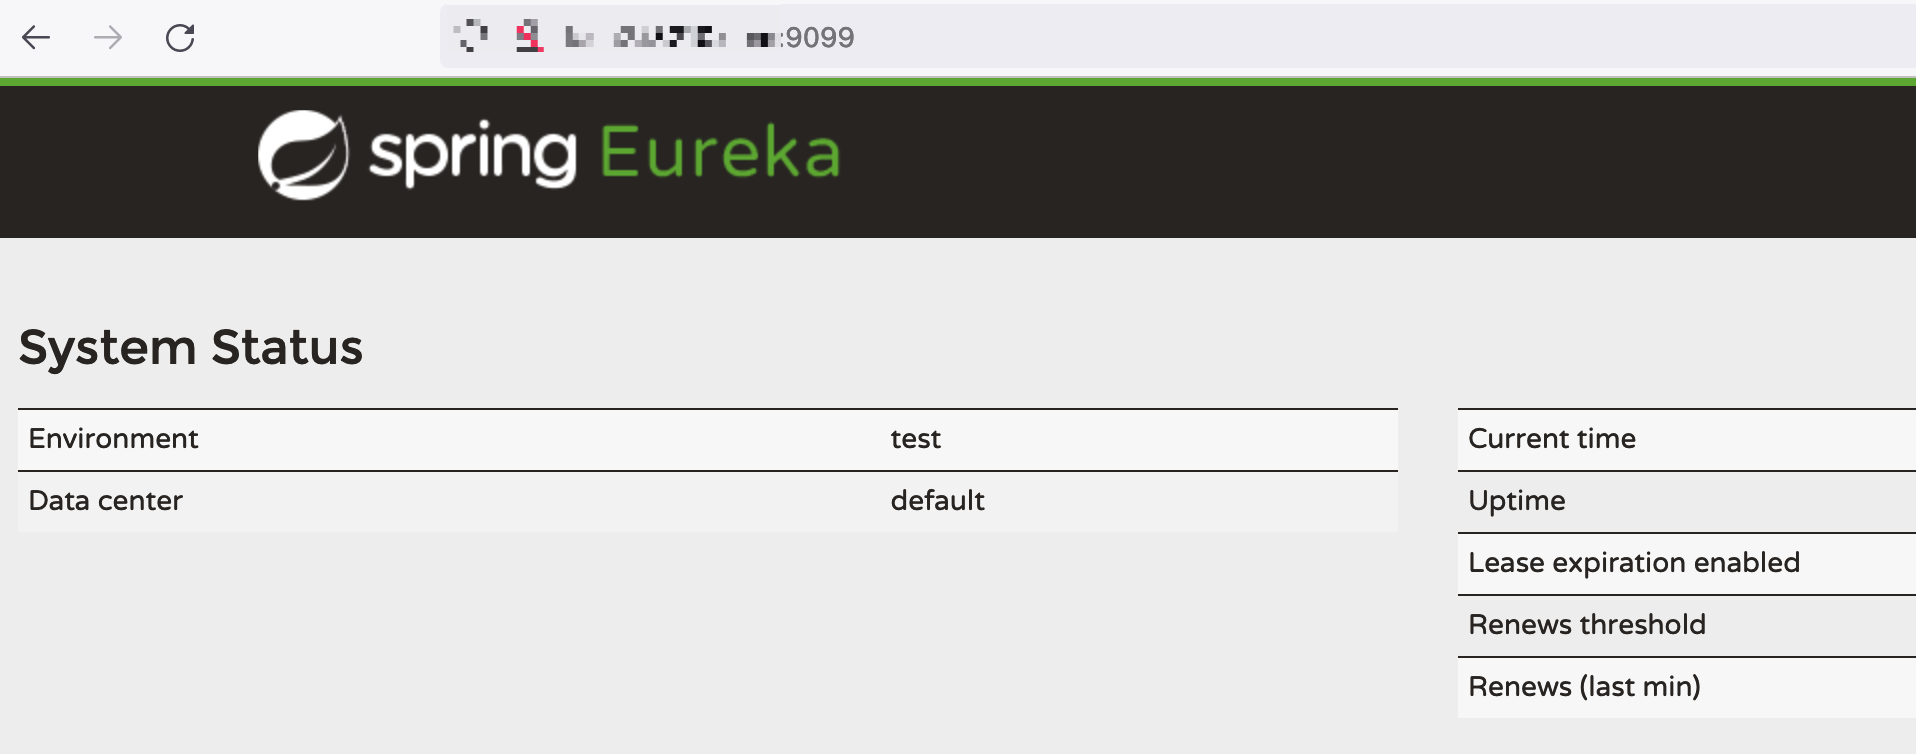 :9099
spring Eureka
System Status
Environment test
Data center default
Current time
Uptime
Lease expiration enabled
Renews threshold
Renews (last min)